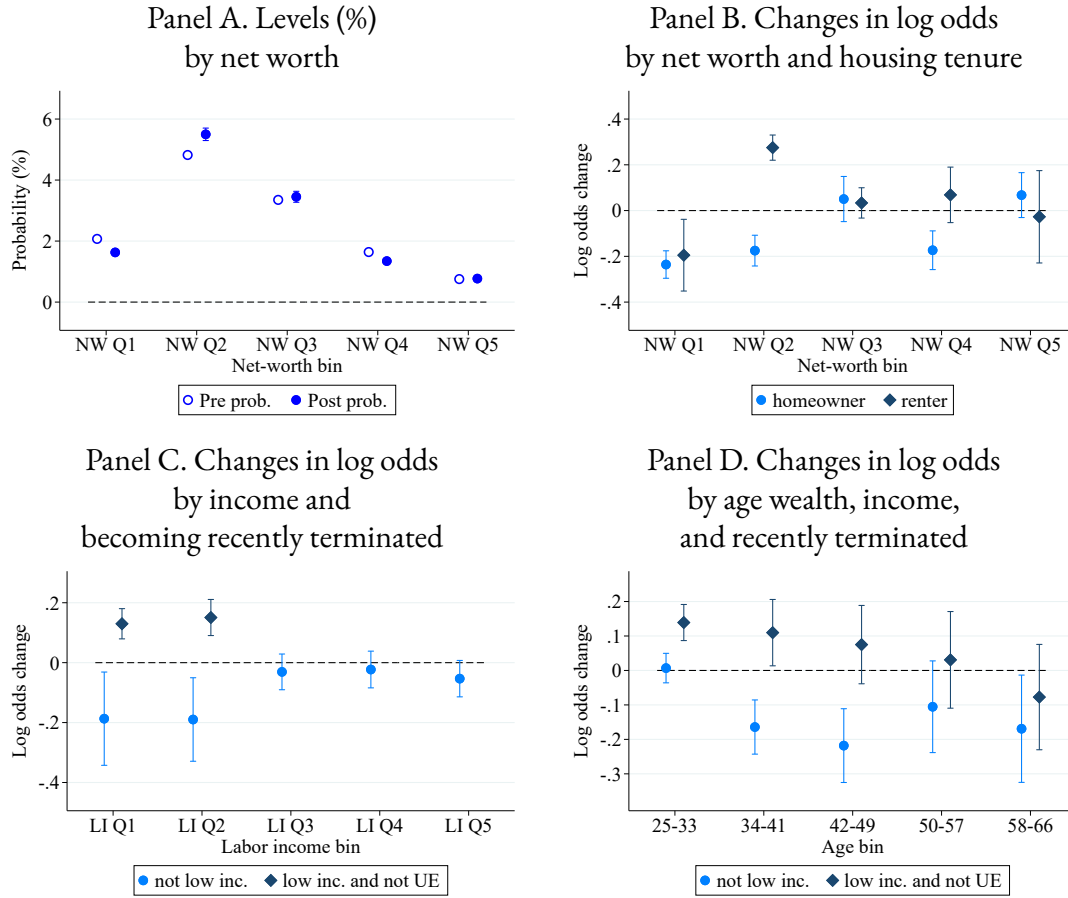 Panel A. Levels (%)
by net worth
Probability (%)
6
4
2
0
NW Q1 NW Q2 NW Q3 NW Q4 NW Q5
Net-worth bin
Pre prob. Post prob.
Panel B. Changes in log odds
by net worth and housing tenure
Log odds change
.4
.2
0
-.2
-.4
NW Q1 NW Q2 NW Q3 NW Q4 NW Q5
Net-worth bin
homeowner renter
Panel C. Changes in log odds
by income and
becoming recently terminated
Log odds change
.2
0
-.2
-.4
LI Q1 LI Q2 LI Q3 LI Q4 LI Q5
Labor income bin
not low inc. low inc. and not UE
Panel D. Changes in log odds
by age wealth, income,
and recently terminated
Log odds change
.2
.1
0
-.1
-.2
-.3
25-33 34-41 42-49 50-57 58-66
Age bin
not low inc. low inc. and not UE